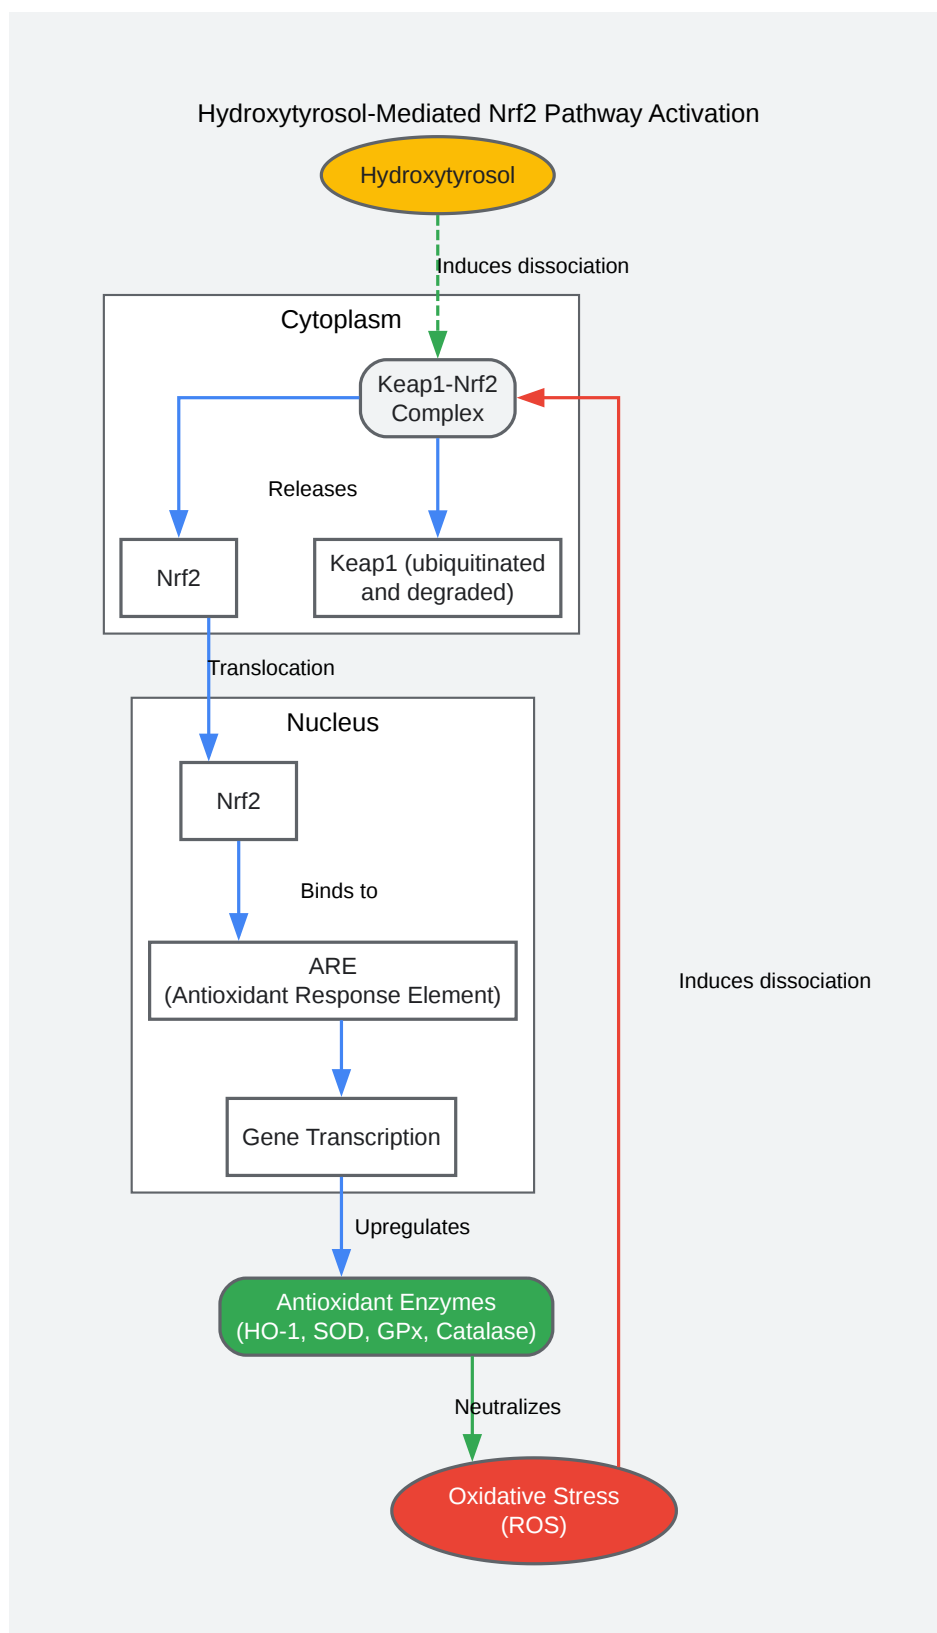 Hydroxytyrosol-Mediated Nrf2 Pathway Activation
Hydroxytyrosol
Induces dissociation
Cytoplasm
Keap1-Nrf2
Complex
Releases
Nrf2
Keap1 (ubiquitinated
and degraded)
Translocation
Nucleus
Nrf2
Binds to
ARE
(Antioxidant Response Element)
Induces dissociation
Gene Transcription
Upregulates
Antioxidant Enzymes
(HO-1, SOD, GPx, Catalase)
Neutralizes
Oxidative Stress
(ROS)